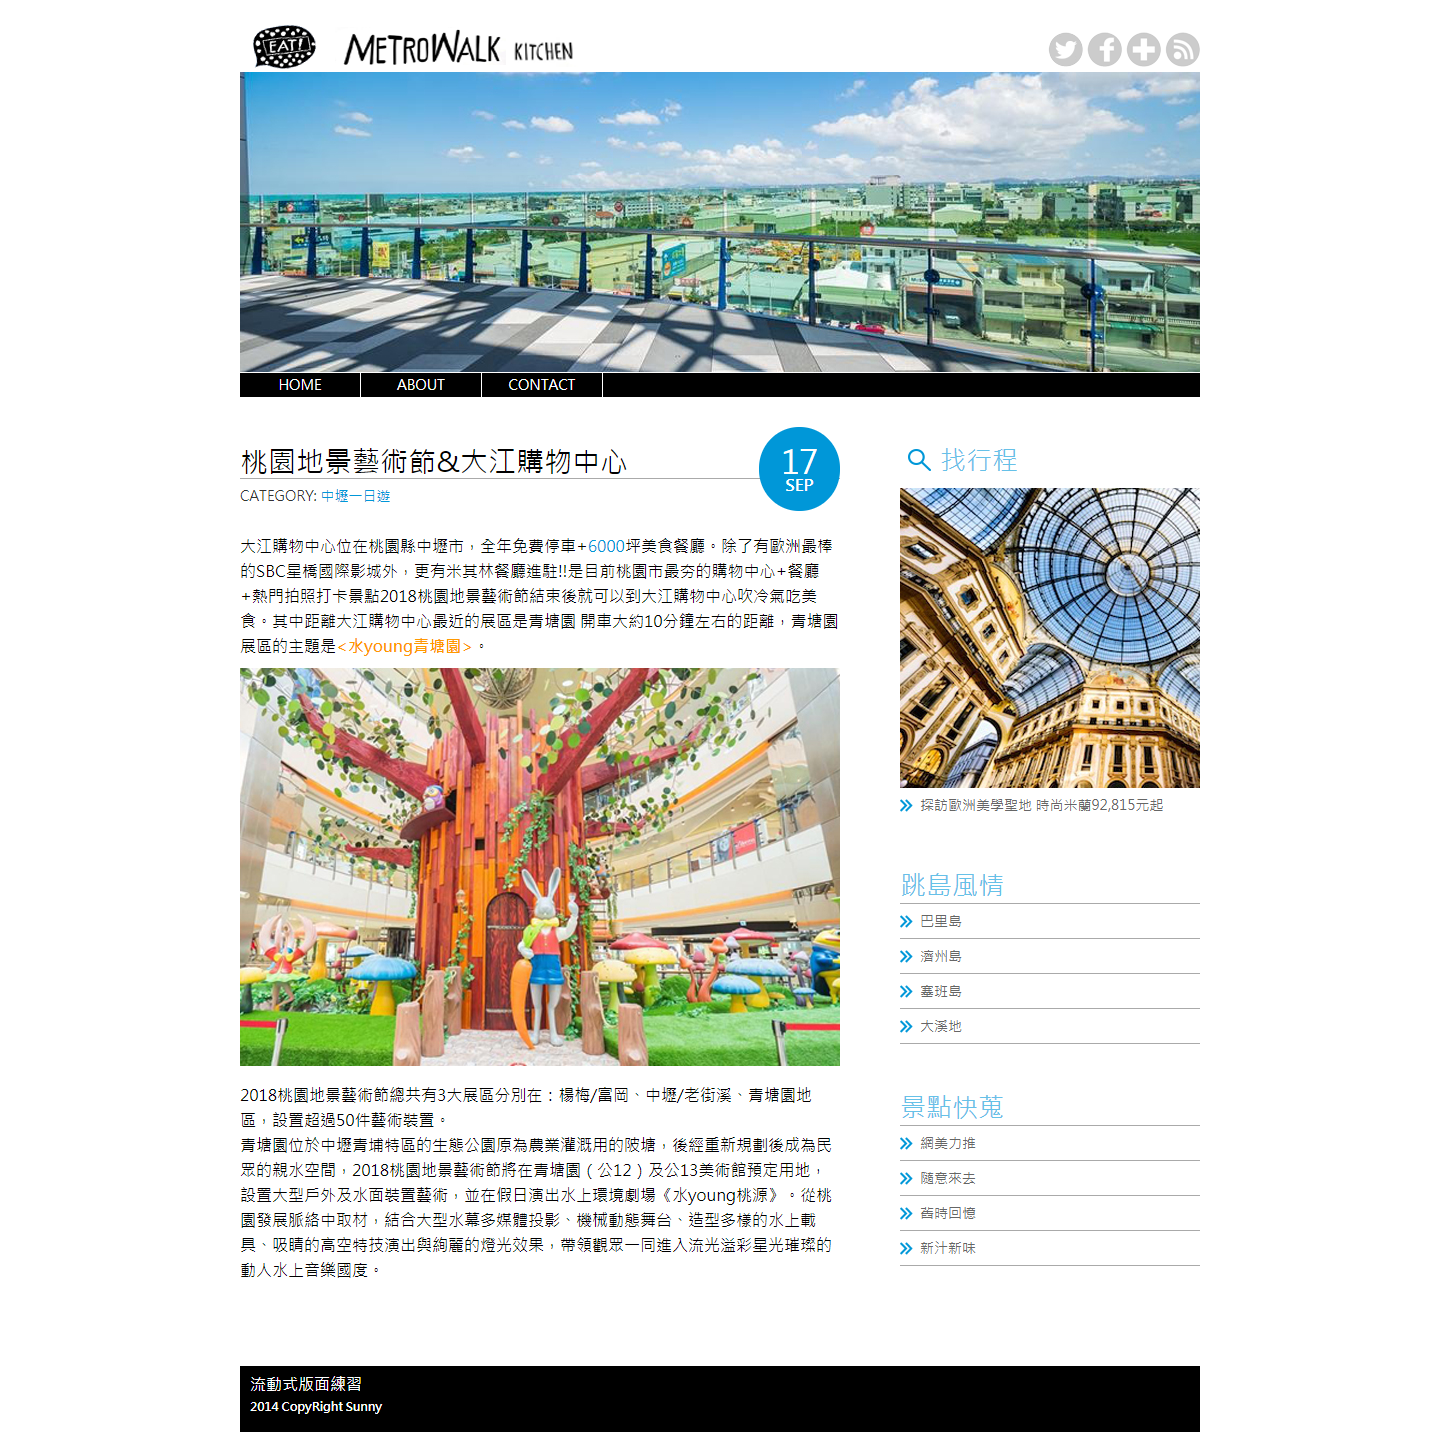 EAT! METROWALK KITCHEN
HOME ABOUT CONTACT
桃園地景藝術節&大江購物中心
17
SEP
CATEGORY: 中壢一日遊
大江購物中心位在桃園縣中壢市，全年免費停車+6000坪美食餐廳。除了有歐洲最棒
的SBC星橋國際影城外，更有米其林餐廳進駐!!是目前桃園市最夯的購物中心+餐廳
+熱門拍照打卡景點2018桃園地景藝術節結束後就可以到大江購物中心吹冷氣吃美
食。其中距離大江購物中心最近的展區是青塘園 開車大約10分鐘左右的距離，青塘園
展區的主題是<水young青塘園>。
2018桃園地景藝術節總共有3大展區分別在：楊梅/富岡、中壢/老街溪、青塘園地
區，設置超過50件藝術裝置。
青塘園位於中壢青埔特區的生態公園原為農業灌溉用的陂塘，後經重新規劃後成為民
眾的親水空間，2018桃園地景藝術節將在青塘園（公12）及公13美術館預定用地，
設置大型戶外及水面裝置藝術，並在假日演出水上環境劇場《水young桃源》。從桃
園發展脈絡中取材，結合大型水幕多媒體投影、機械動態舞台、造型多樣的水上載
具、吸睛的高空特技演出與絢麗的燈光效果，帶領觀眾一同進入流光溢彩星光璀璨的
動人水上音樂國度。
找行程
探訪歐洲美學聖地 時尚米蘭92,815元起
跳島風情
巴里島
濟州島
塞班島
大溪地
景點快蒐
網美力推
隨意來去
舊時回憶
新汁新味
流動式版面練習
2014 CopyRight Sunny